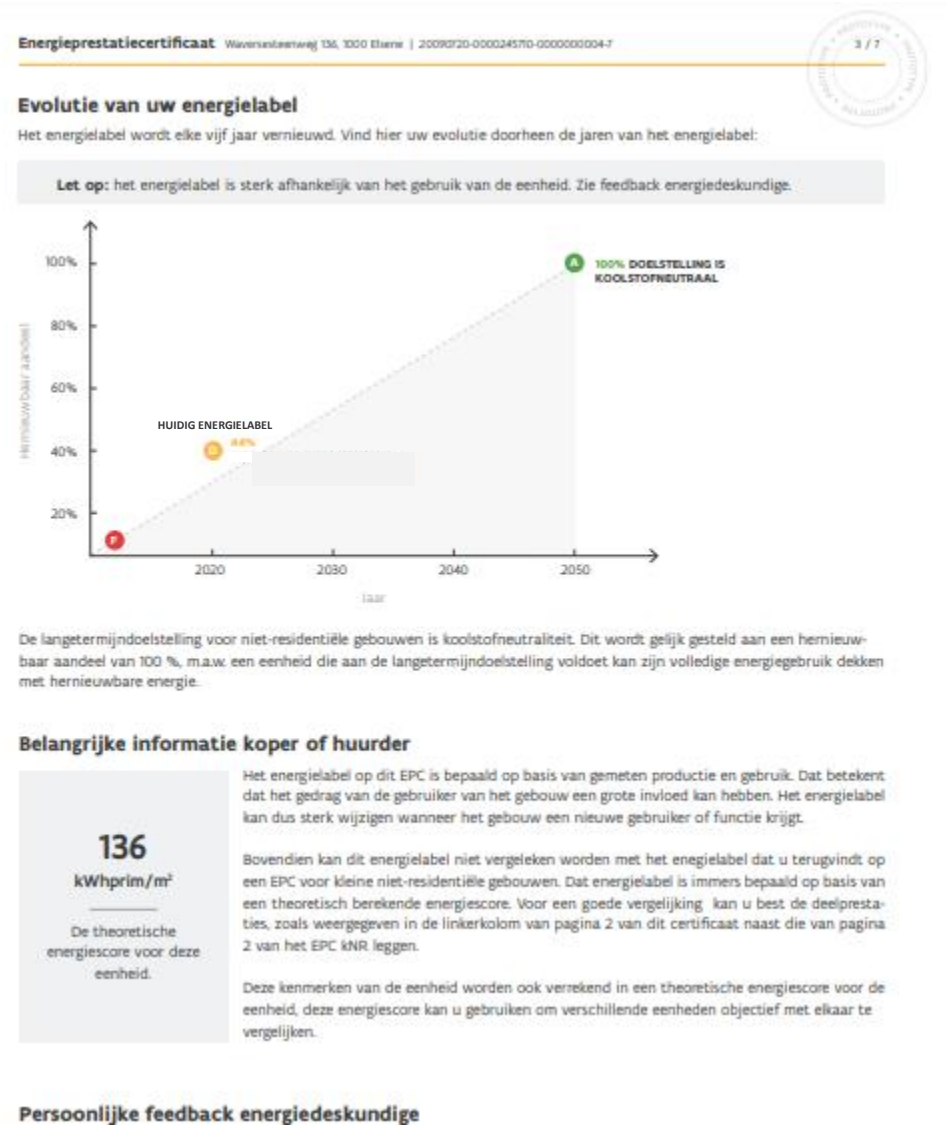 Energieprestatiecertificaat Waversesteenweg 136, 1000 Elsene | 20090720-0000245710-0000000004-7
3 / 7
PROTOTYPE
Evolutie van uw energielabel
Het energielabel wordt elke vijf jaar vernieuwd. Vind hier uw evolutie doorheen de jaren van het energielabel:
Let op: het energielabel is sterk afhankelijk van het gebruik van de eenheid. Zie feedback energiedeskundige.
100%
A 100% DOELSTELLING IS
KOOLSTOFNEUTRAAL
80%
60%
Hernieuwbaar aandeel
HUIDIG ENERGIELABEL
40%
20%
F
2020 2030 2040 2050
Jaar
De langetermijndoelstelling voor niet-residentiële gebouwen is koolstofneutraliteit. Dit wordt gelijk gesteld aan een hernieuw-
baar aandeel van 100 %, m.a.w. een eenheid die aan de langetermijndoelstelling voldoet kan zijn volledige energiegebruik dekken
met hernieuwbare energie.
Belangrijke informatie koper of huurder
136
kWhprim/m²
De theoretische
energiescore voor deze
eenheid.
Het energielabel op dit EPC is bepaald op basis van gemeten productie en gebruik. Dat betekent
dat het gedrag van de gebruiker van het gebouw een grote invloed kan hebben. Het energielabel
kan dus sterk wijzigen wanneer het gebouw een nieuwe gebruiker of functie krijgt.
Bovendien kan dit energielabel niet vergeleken worden met het enegielabel dat u terugvindt op
een EPC voor kleine niet-residentiële gebouwen. Dat energielabel is immers bepaald op basis van
een theoretisch berekende energiescore. Voor een goede vergelijking kan u best de deelpresta-
ties, zoals weergegeven in de linkerkolom van pagina 2 van dit certificaat naast die van pagina
2 van het EPC kNR leggen.
Deze kenmerken van de eenheid worden ook verrekend in een theoretische energiescore voor de
eenheid, deze energiescore kan u gebruiken om verschillende eenheden objectief met elkaar te
vergelijken.
Persoonlijke feedback energiedeskundige